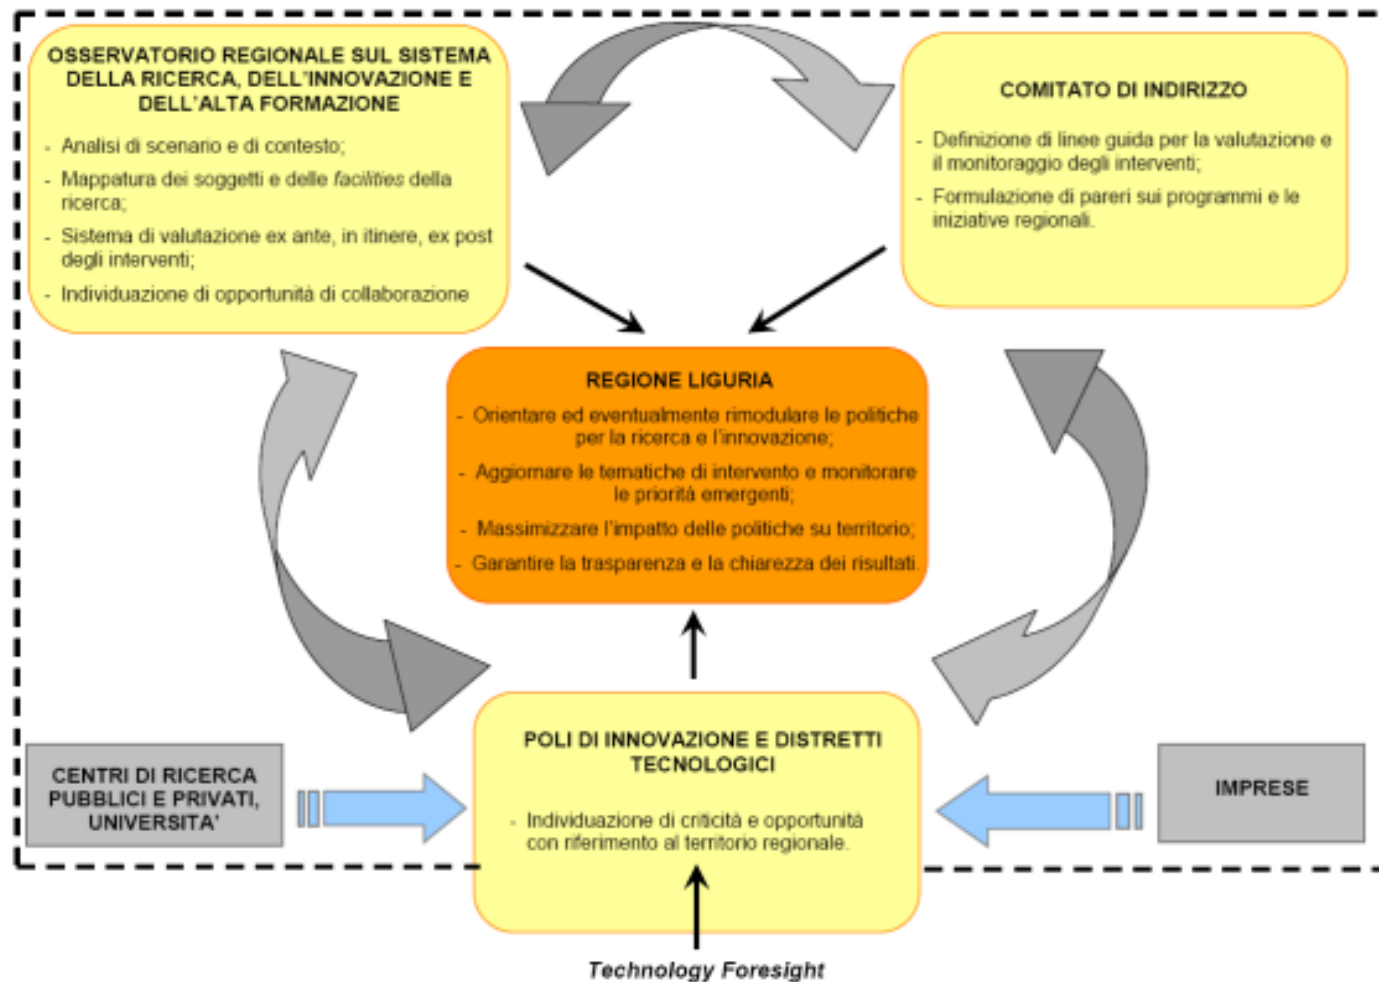 OSSERVATORIO REGIONALE SUL SISTEMA
DELLA RICERCA, DELL'INNOVAZIONE E
DELL'ALTA FORMAZIONE
- Analisi di scenario e di contesto;
- Mappatura dei soggetti e delle facilities della
ricerca;
- Sistema di valutazione ex ante, in itinere, ex post
degli interventi;
- Individuazione di opportunità di collaborazione
COMITATO DI INDIRIZZO
- Definizione di linee guida per la valutazione e
il monitoraggio degli interventi;
- Formulazione di pareri sui programmi e le
iniziative regionali.
REGIONE LIGURIA
- Orientare ed eventualmente rimodulare le politiche
per la ricerca e l'innovazione;
- Aggiornare le tematiche di intervento e monitorare
le priorità emergenti;
- Massimizzare l'impatto delle politiche su territorio;
- Garantire la trasparenza e la chiarezza dei risultati.
POLI DI INNOVAZIONE E DISTRETTI
TECNOLOGICI
- Individuazione di criticità e opportunità
con riferimento al territorio regionale.
CENTRI DI RICERCA
PUBBLICI E PRIVATI,
UNIVERSITA'
IMPRESE
Technology Foresight